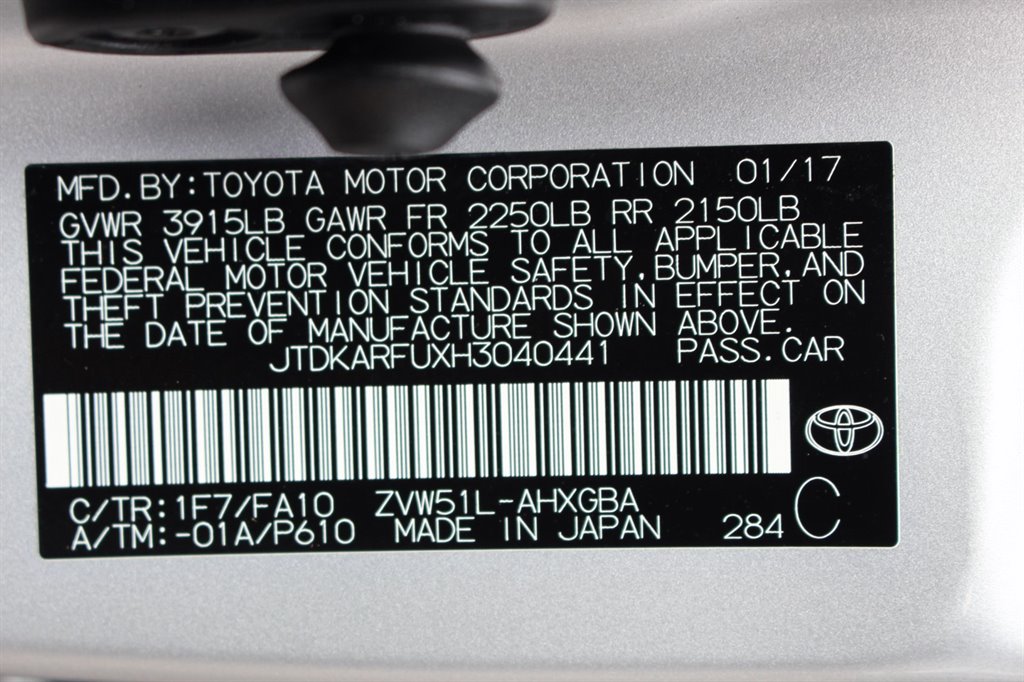 MFD.BY:TOYOTA MOTOR CORPORATION 01/17
GVWR 3915LB GAWR FR 2250LB RR 2150LB
THIS VEHICLE CONFORMS TO ALL APPLICABLE
FEDERAL MOTOR VEHICLE SAFETY,BUMPER,AND
THEFT PREVENTION STANDARDS IN EFFECT ON
THE DATE OF MANUFACTURE SHOWN ABOVE.
JTDKARFUXH3040441 PASS.CAR
C/TR:1F7/FA10 ZVW51L-AHXGBA
A/TM:-01A/P610 MADE IN JAPAN 284 C